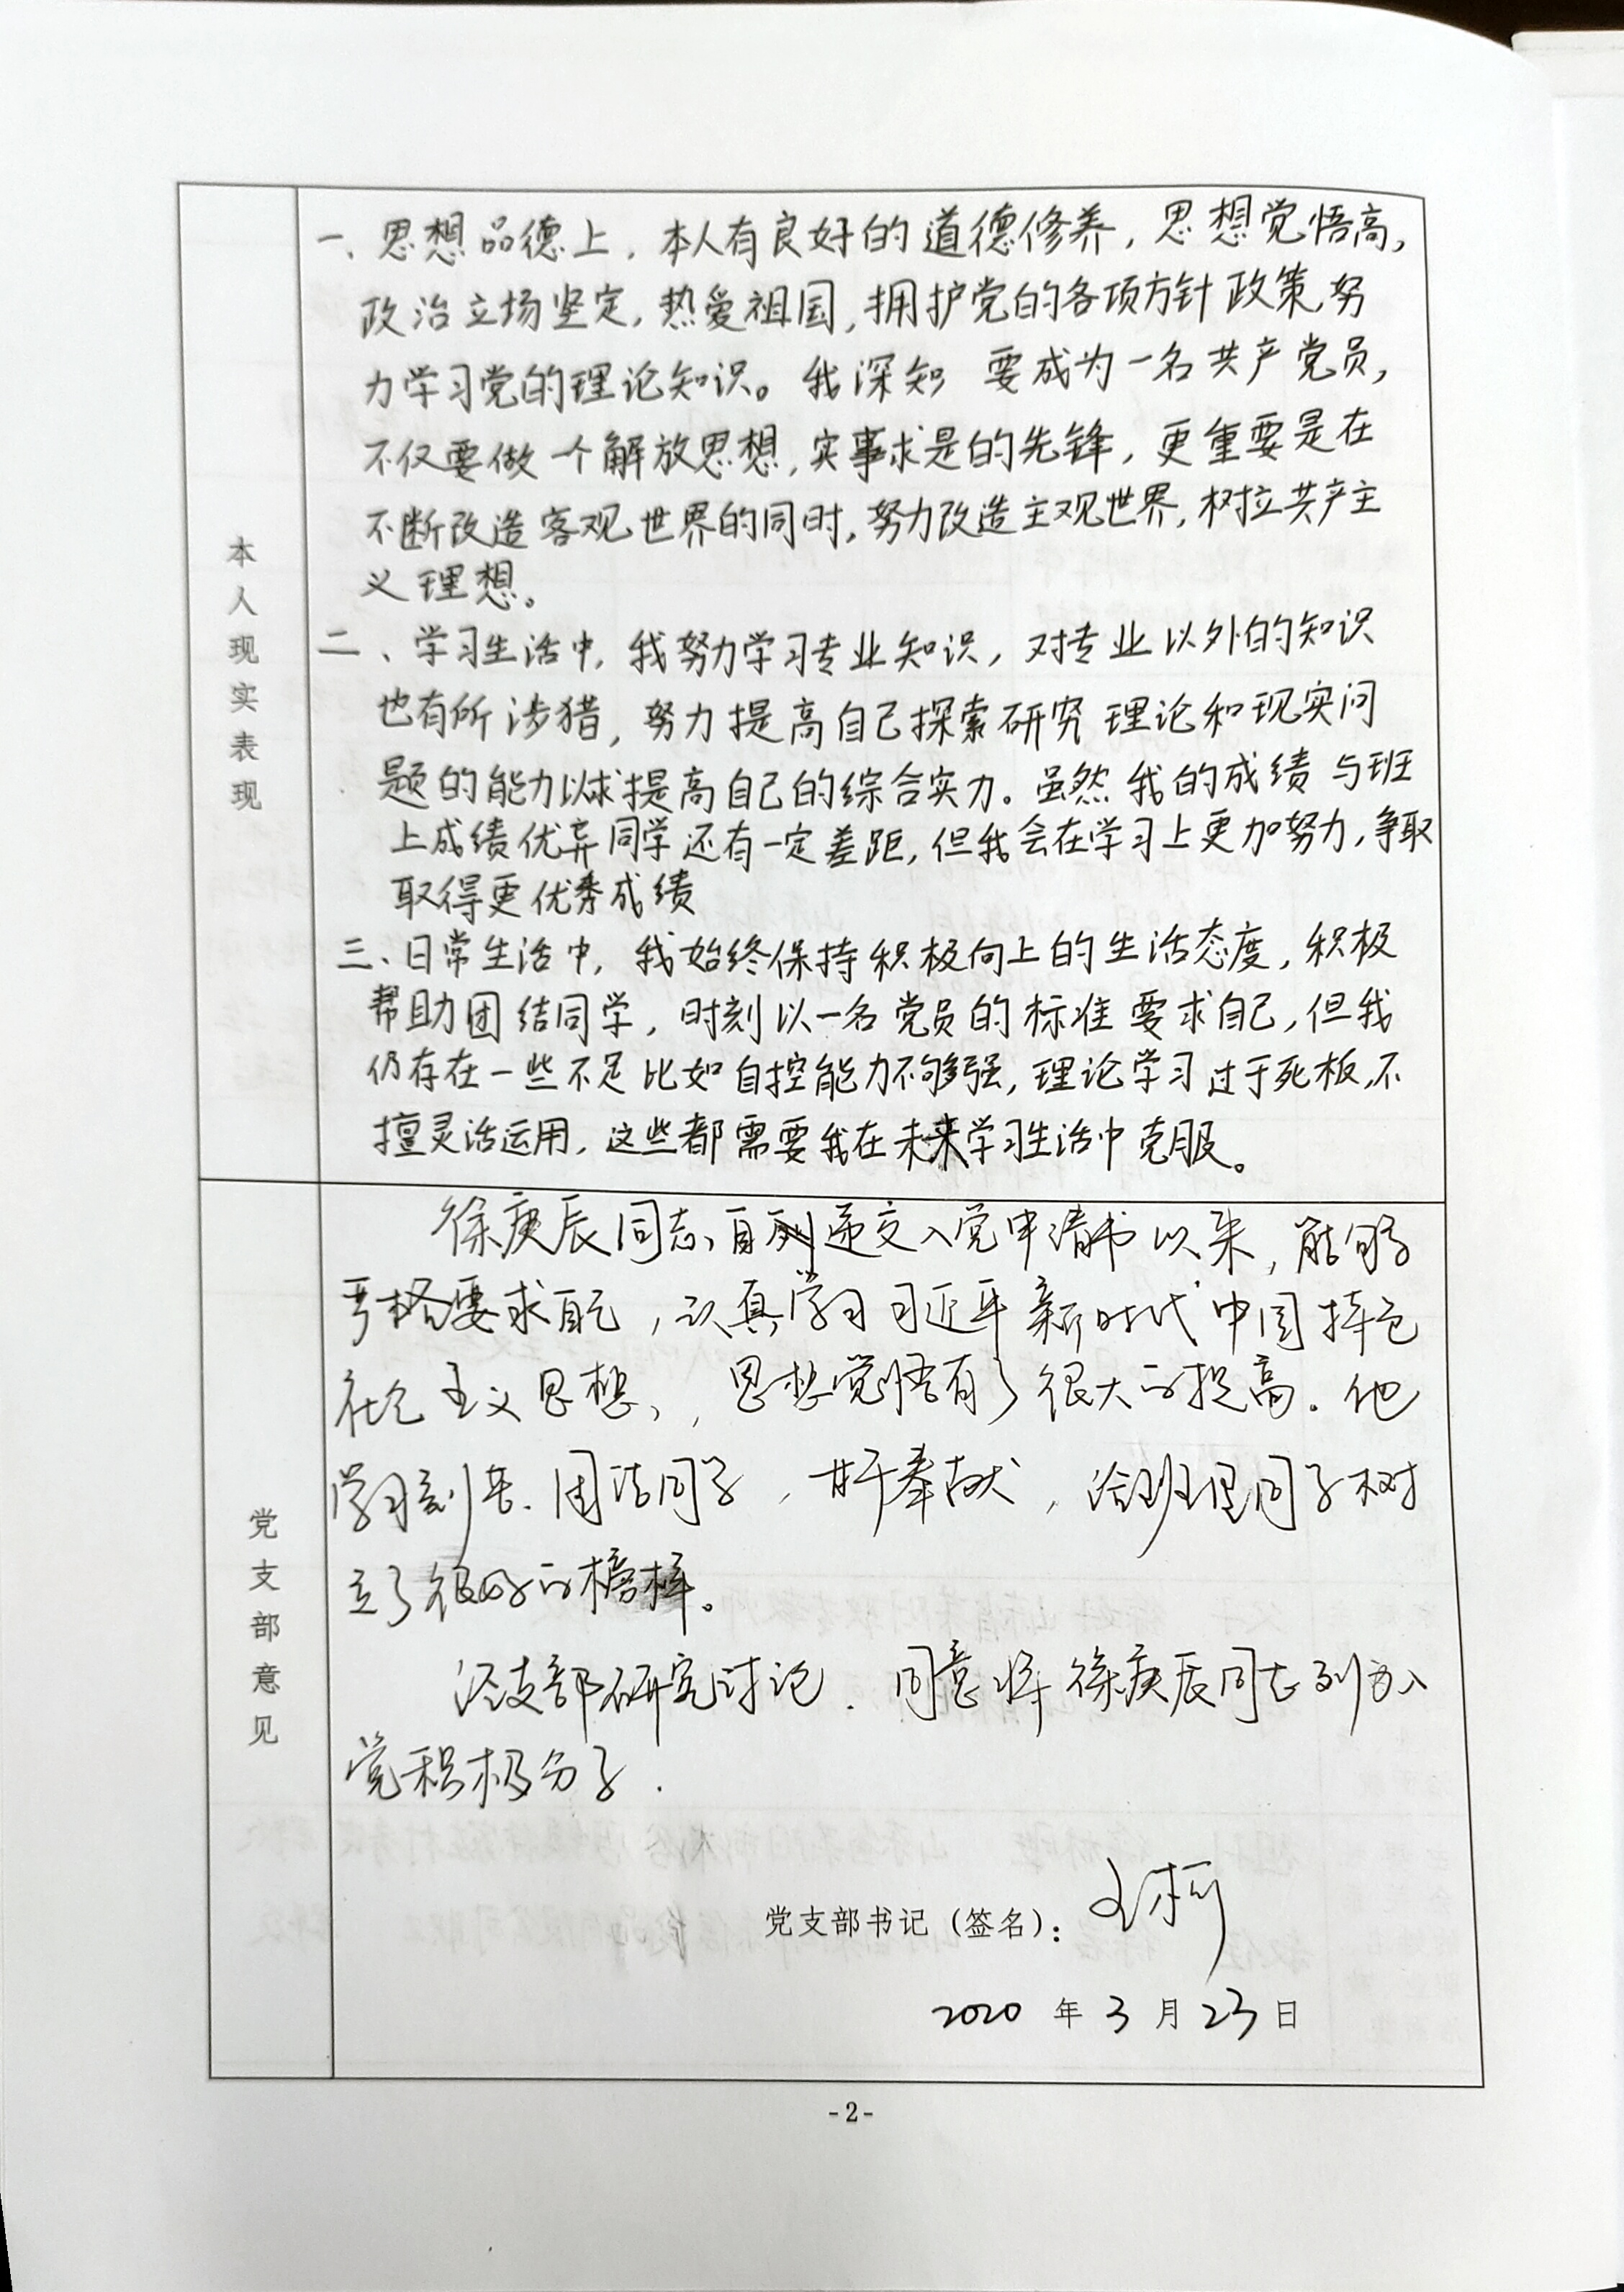 本人现实表现
一、思想品德上，本人有良好的道德修养，思想觉悟高，
政治立场坚定，热爱祖国，拥护党的各项方针政策，努
力学习党的理论知识。我深知 要成为一名共产党员，
不仅要做一个解放思想，实事求是的先锋，更重要是在
不断改造客观世界的同时，努力改造主观世界，树立共产主
义理想。
二、学习生活中，我努力学习专业知识，对专业以外的知识
也有所涉猎，努力提高自己探索研究理论和现实问
题的能力以求提高自己的综合实力。虽然我的成绩与班
上成绩优异同学还有一定差距，但我会在学习上更加努力，争取
取得更优秀成绩
三、日常生活中，我始终保持积极向上的生活态度，积极
帮助团结同学，时刻以一名党员的标准要求自己，但我
仍存在一些不足比如自控能力不够强，理论学习过于死板，不
擅灵活运用，这些都需要我在未来学习生活中克服。
党支部意见
徐庚辰同志自递交入党申请书以来，能够
严格要求自己，认真学习习近平新时代中国特色
社会主义思想，思想觉悟有了很大的提高．他
学习刻苦、团结同学，甘于奉献，给班里同学树
立了很好的榜样。
经支部研究讨论．同意将徐庚辰同志列为入
党积极分子．
党支部书记（签名）：王柯
2020 年 3 月 23 日
-2-